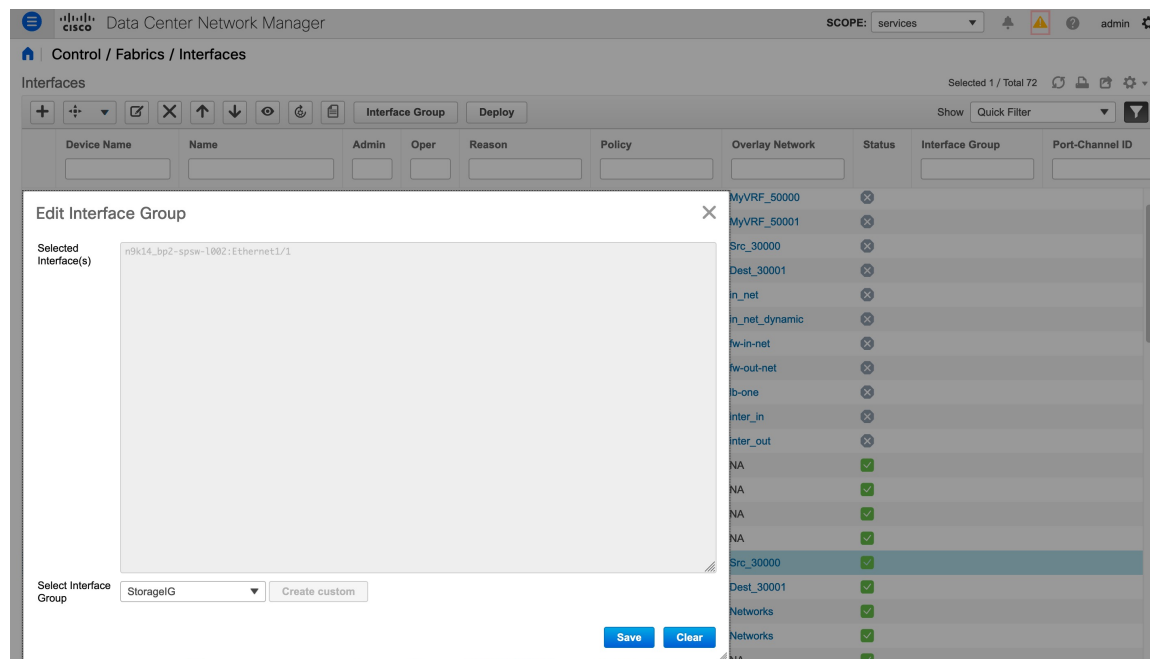 cisco Data Center Network Manager
SCOPE: services
admin
Control / Fabrics / Interfaces
Interfaces
Selected 1 / Total 72
Interface Group
Deploy
Show Quick Filter
Device Name Name Admin Oper Reason Policy Overlay Network Status Interface Group Port-Channel ID
MyVRF_50000
MyVRF_50001
Src_30000
Dest_30001
in_net
in_net_dynamic
fw-in-net
fw-out-net
lb-one
inter_in
inter_out
NA
NA
NA
NA
Src_30000
Dest_30001
Networks
Networks
NA
Edit Interface Group
Selected
Interface(s)
n9k14_bp2-spsw-l002:Ethernet1/1
Select Interface
Group
StorageIG
Create custom
Save
Clear